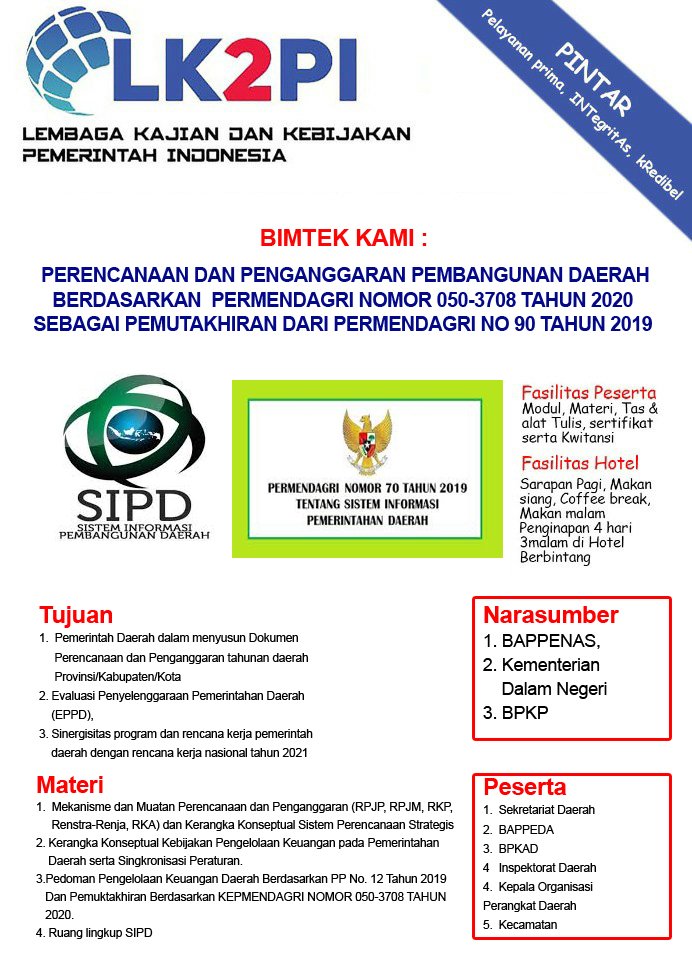 LK2PI
LEMBAGA KAJIAN DAN KEBIJAKAN
PEMERINTAH INDONESIA
PINTAR
Pelayanan prima, INTegritAs, kRedibel
BIMTEK KAMI :
PERENCANAAN DAN PENGANGGARAN PEMBANGUNAN DAERAH
BERDASARKAN PERMENDAGRI NOMOR 050-3708 TAHUN 2020
SEBAGAI PEMUTAKHIRAN DARI PERMENDAGRI NO 90 TAHUN 2019
SIPD
SISTEM INFORMASI
PEMBANGUNAN DAERAH
PERMENDAGRI NOMOR 70 TAHUN 2019
TENTANG SISTEM INFORMASI
PEMERINTAHAN DAERAH
Fasilitas Peserta
Modul, Materi, Tas &
alat Tulis, sertifikat
serta Kwitansi
Fasilitas Hotel
Sarapan Pagi, Makan
siang, Coffee break,
Makan malam
Penginapan 4 hari
3malam di Hotel
Berbintang
Tujuan
1. Pemerintah Daerah dalam menyusun Dokumen
Perencanaan dan Penganggaran tahunan daerah
Provinsi/Kabupaten/Kota
2. Evaluasi Penyelenggaraan Pemerintahan Daerah
(EPPD),
3. Sinergisitas program dan rencana kerja pemerintah
daerah dengan rencana kerja nasional tahun 2021
Narasumber
1. BAPPENAS,
2. Kementerian
Dalam Negeri
3. BPKP
Materi
1. Mekanisme dan Muatan Perencanaan dan Penganggaran (RPJP, RPJM, RKP,
Renstra-Renja, RKA) dan Kerangka Konseptual Sistem Perencanaan Strategis
2. Kerangka Konseptual Kebijakan Pengelolaan Keuangan pada Pemerintahan
Daerah serta Singkronisasi Peraturan.
3.Pedoman Pengelolaan Keuangan Daerah Berdasarkan PP No. 12 Tahun 2019
Dan Pemuktakhiran Berdasarkan KEPMENDAGRI NOMOR 050-3708 TAHUN
2020.
4. Ruang lingkup SIPD
Peserta
1. Sekretariat Daerah
2. BAPPEDA
3. BPKAD
4 Inspektorat Daerah
4. Kepala Organisasi
Perangkat Daerah
5. Kecamatan